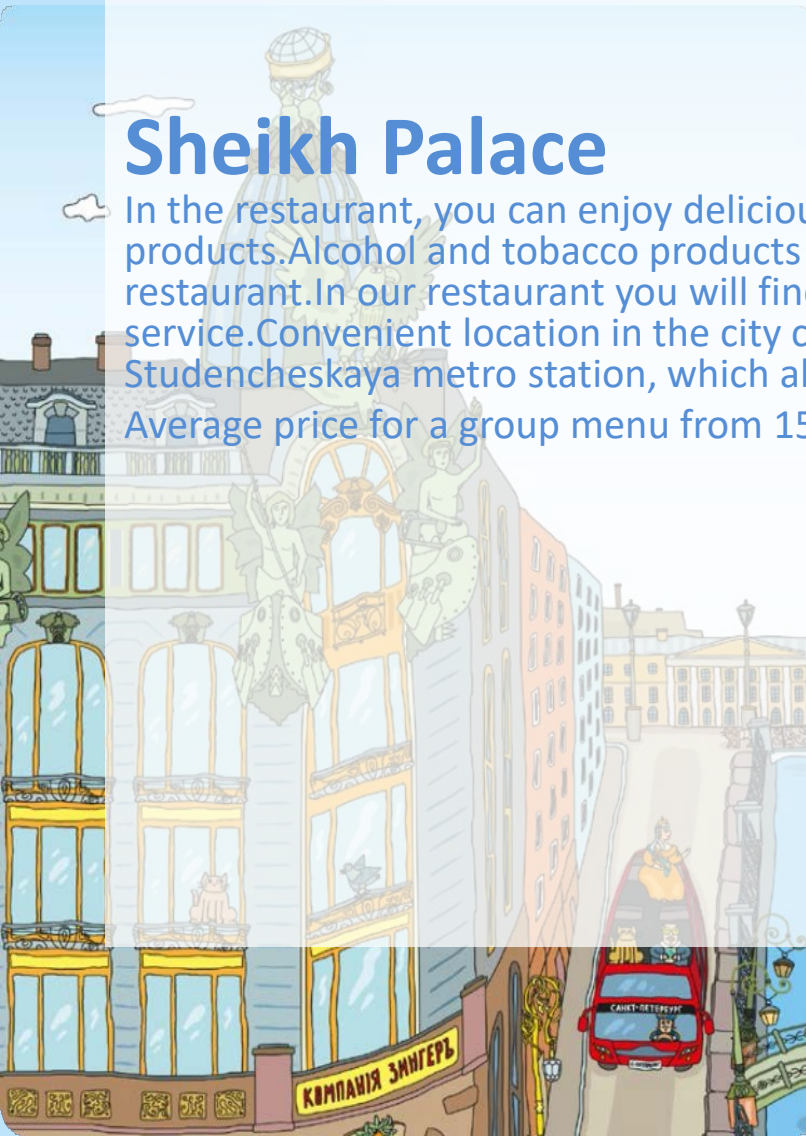 Sheikh Palace
In the restaurant, you can enjoy deliciou
products.Alcohol and tobacco products
restaurant.In our restaurant you will find
service.Convenient location in the city c
Studencheskaya metro station, which al
Average price for a group menu from 15
САНКТ-ПЕТЕРБУРГ
КОМПАНІЯ ЗИНГЕРЪ